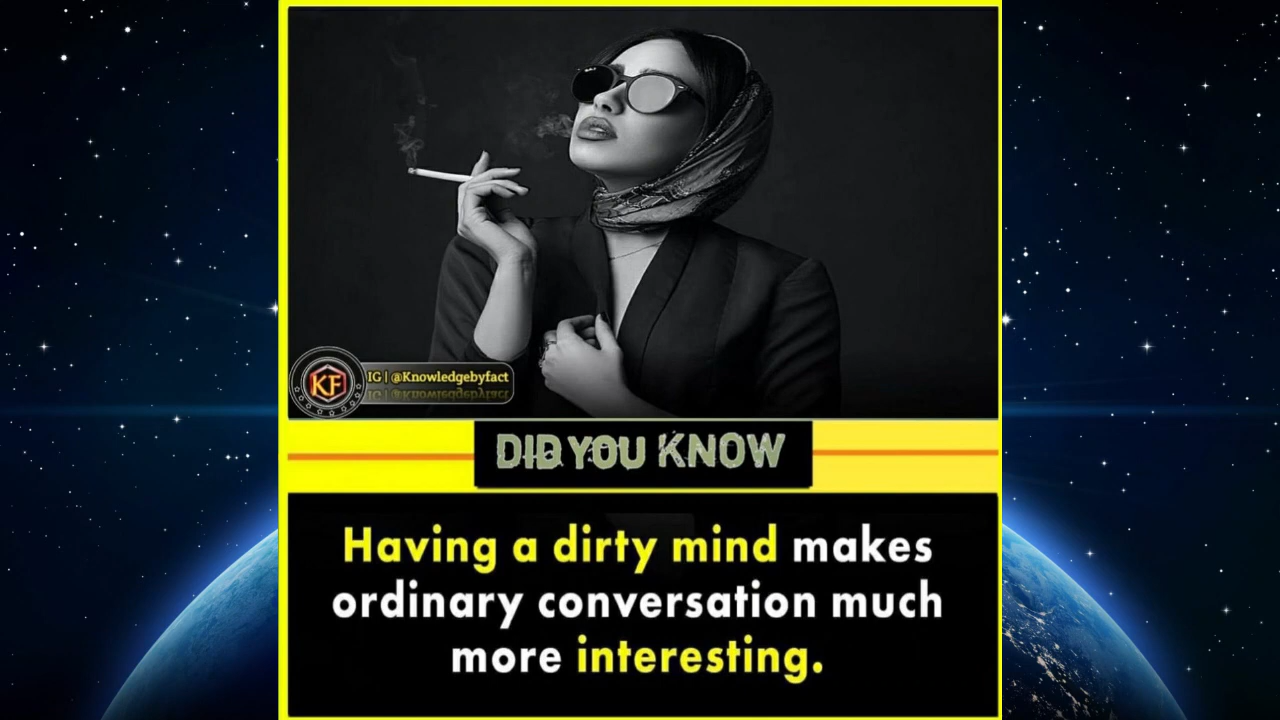 KF
IG | @Knowledgebyfact
DID YOU KNOW
Having a dirty mind makes
ordinary conversation much
more interesting.